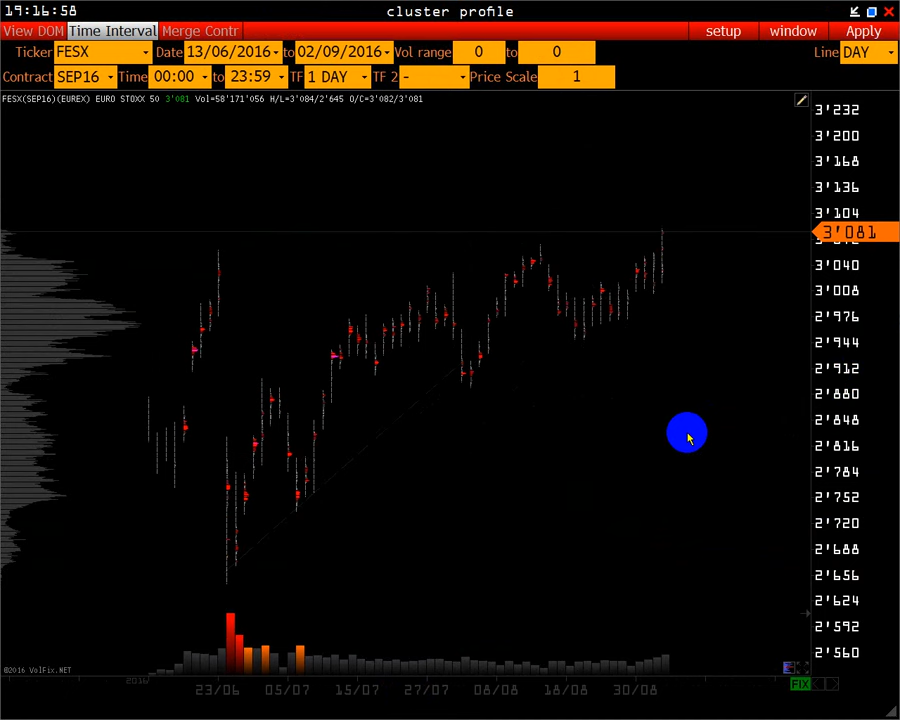 19:16:58 cluster profile
View DOM Time Interval Merge Contr setup window Apply
Ticker FESX Date 13/06/2016 to 02/09/2016 Vol range 0 to 0 Line DAY
Contract SEP16 Time 00:00 to 23:59 TF 1 DAY TF 2 - Price Scale 1
FESX(SEP16)(EUREX) EURO STOXX 50 3'081 Vol=58'171'056 H/L=3'084/2'645 O/C=3'082/3'081
3'232
3'200
3'168
3'136
3'104
3'081
3'040
3'008
2'976
2'944
2'912
2'880
2'848
2'816
2'784
2'752
2'720
2'688
2'656
2'624
2'592
2'560
©2016 VolFix.NET
2016
FIX
23/06 05/07 15/07 27/07 08/08 18/08 30/08